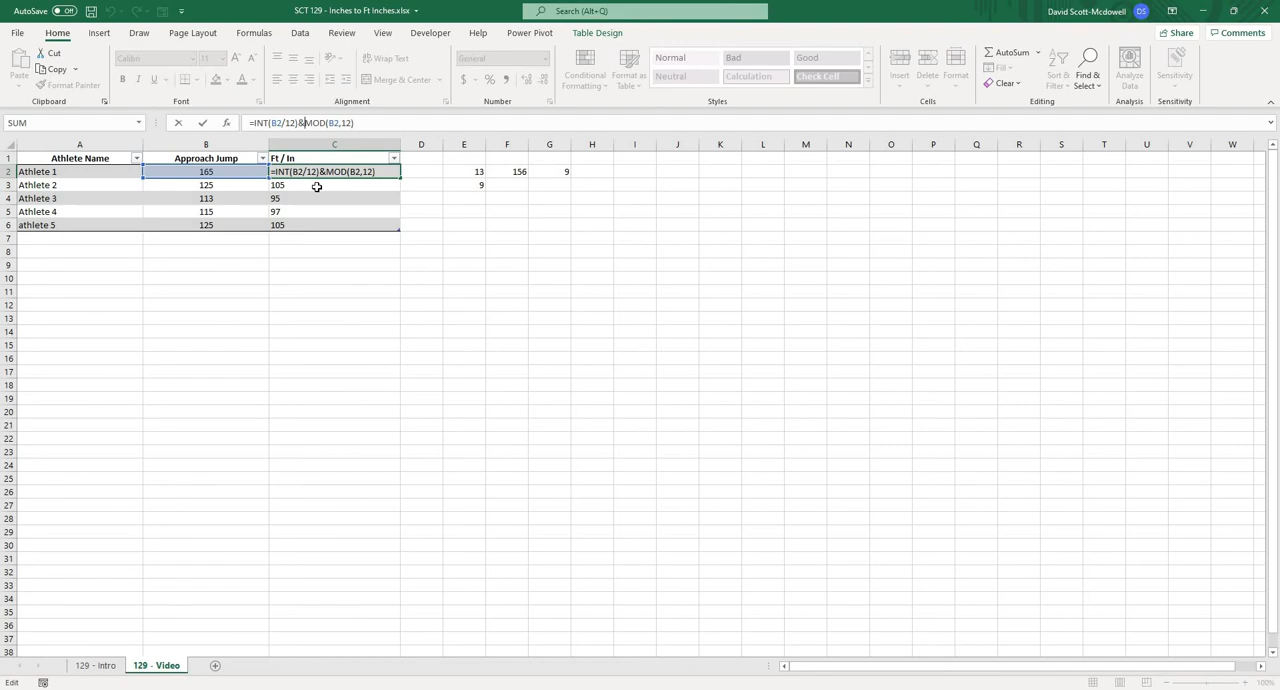 AutoSave Off SCT 129 - Inches to Ft Inches.xlsx Search (Alt+Q) David Scott-Mcdowell DS
File Home Insert Draw Page Layout Formulas Data Review View Developer Help Power Pivot Table Design Share Comments
Paste Cut Copy Format Painter
Calibri 11 A A
B I U A
Wrap Text
Merge & Center
General
$ % ,
Conditional Formatting Format as Table
Normal Bad Good
Neutral Calculation Check Cell
Insert Delete Format
AutoSum
Fill
Clear
Sort & Filter Find & Select
Analyze Data
Sensitivity
Clipboard Font Alignment Number Styles Cells Editing Analysis Sensitivity
SUM fx =INT(B2/12)&MOD(B2,12)
A B C D E F G H I J K L M N O P Q R S T U V W
1 Athlete Name Approach Jump Ft / In
2 Athlete 1 165 =INT(B2/12)&MOD(B2,12) 13 156 9
3 Athlete 2 125 105 9
4 Athlete 3 113 95
5 Athlete 4 115 97
6 athlete 5 125 105
7
8
9
10
11
12
13
14
15
16
17
18
19
20
21
22
23
24
25
26
27
28
29
30
31
32
33
34
35
36
37
38
129 - Intro 129 - Video
Edit 100%